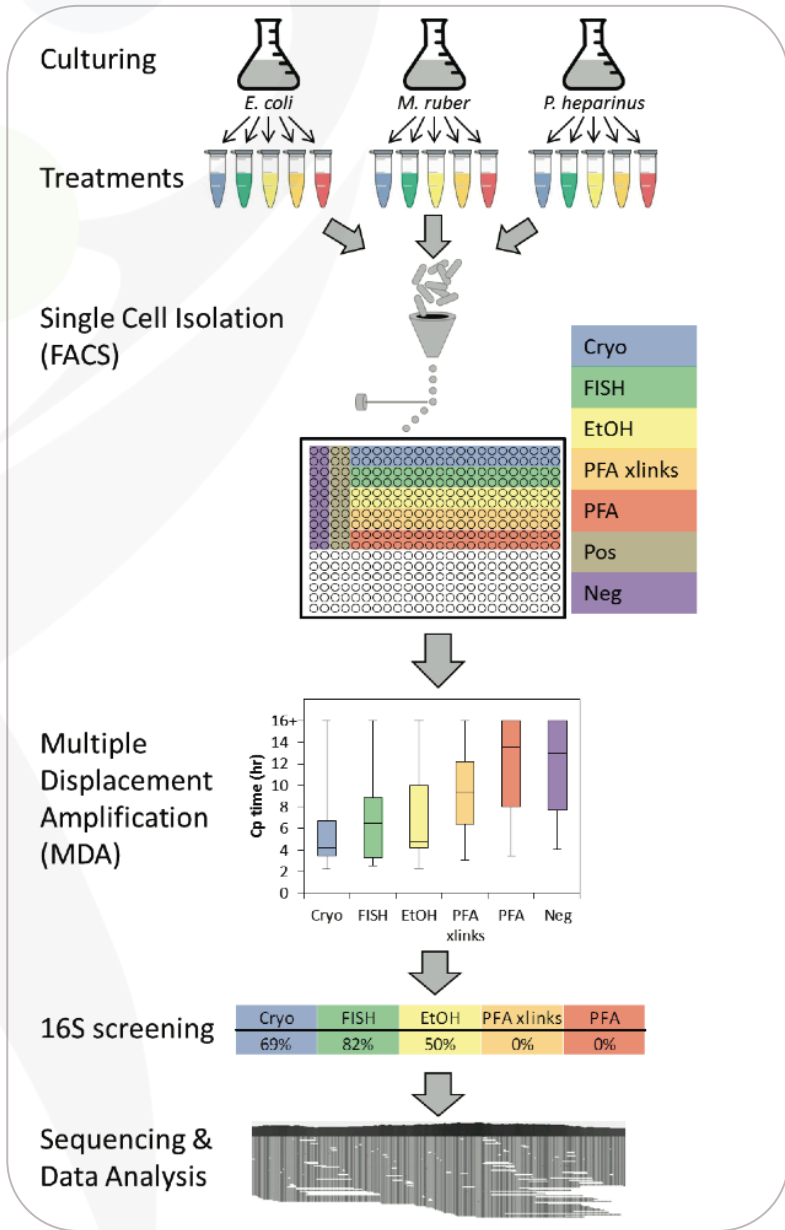 Culturing
E. coli
M. ruber
P. heparinus
Treatments
Single Cell Isolation
(FACS)
Cryo
FISH
EtOH
PFA xlinks
PFA
Pos
Neg
Multiple
Displacement
Amplification
(MDA)
Cp time (hr)
16+
14
12
10
8
6
4
2
0
Cryo FISH EtOH PFA PFA Neg
xlinks
16S screening
Cryo FISH EtOH PFA xlinks PFA
69% 82% 50% 0% 0%
Sequencing &
Data Analysis